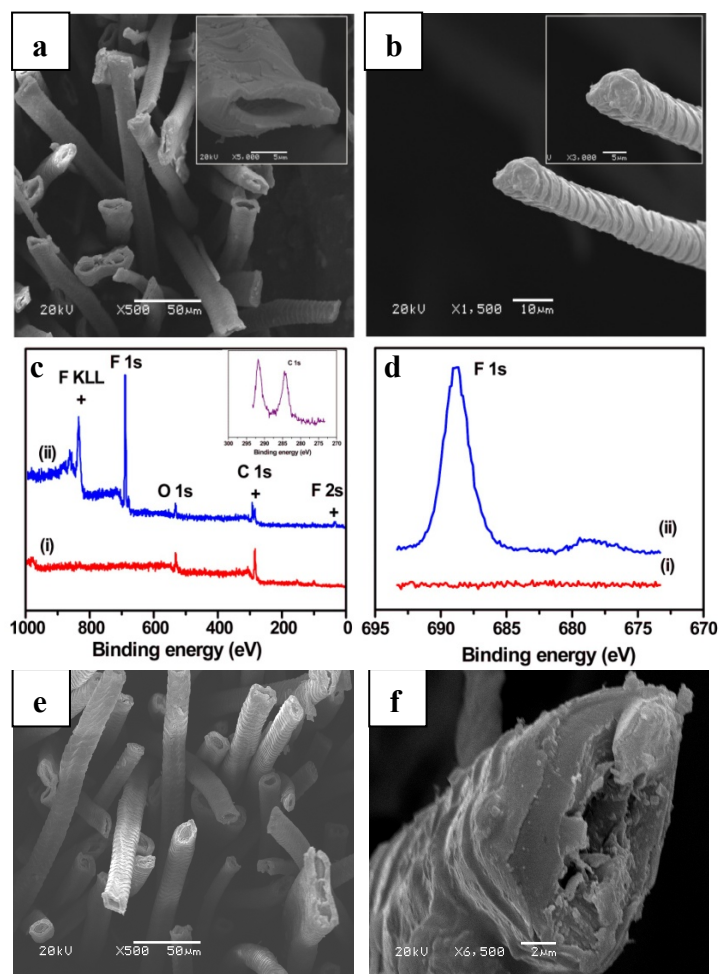 a
20kV X5,000 5µm
20kV X500 50µm
b
V X3,000 5µm
20kV X1,500 10µm
c
F KLL
+
F 1s
C 1s
300 295 290 285 280 275 270
Binding energy (eV)
(ii)
O 1s
C 1s
+
F 2s
+
(i)
1000 800 600 400 200 0
Binding energy (eV)
d
F 1s
(ii)
(i)
695 690 685 680 675 670
Binding energy (eV)
e
20kV X500 50µm
f
20kV X6,500 2µm